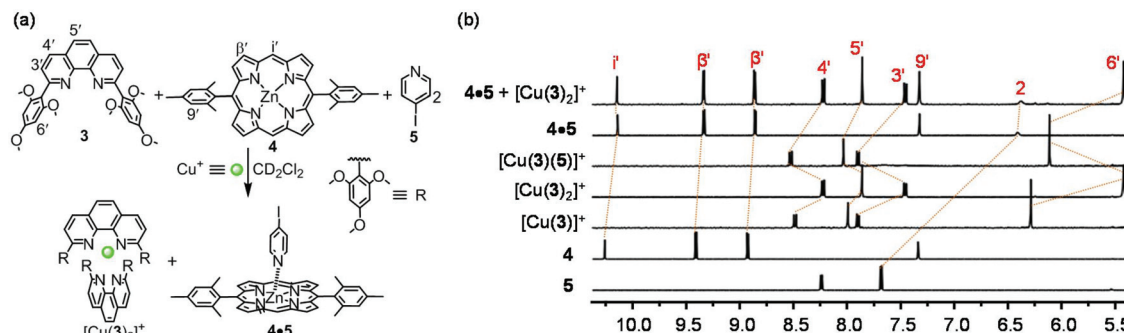 (a)
4' 5'
3'
N N
O O
O O
6'
O O
3
+
β' i'
N N
Zn
N N
9'
4
+
N
2
I
5
Cu⁺ ≡ CD₂Cl₂
O O
O
≡ R
N N
R R
R R
N N
[Cu(3)₂]⁺
+
I
N
N N
Zn
N N
4•5
(b)
i' β' β' 4' 5' 3' 9' 2 6'
4•5 + [Cu(3)₂]⁺
4•5
[Cu(3)(5)]⁺
[Cu(3)₂]⁺
[Cu(3)]⁺
4
5
10.0 9.5 9.0 8.5 8.0 7.5 7.0 6.5 6.0 5.5